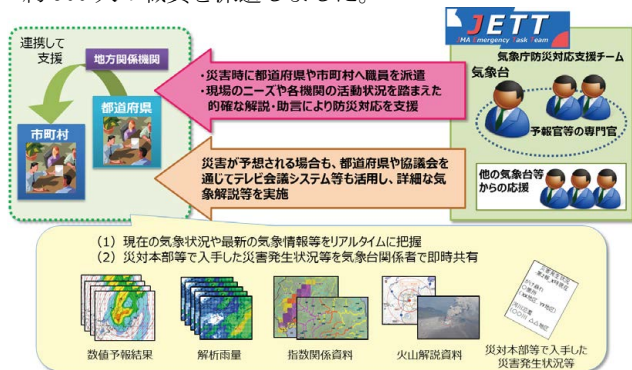 JETT
JMA Emergency Task Team
連携して
支援
地方関係機関
都道府県
市町村
・災害時に都道府県や市町村へ職員を派遣
・現場のニーズや各機関の活動状況を踏まえた
的確な解説・助言により防災対応を支援
災害が予想される場合も、都道府県や協議会を
通じてテレビ会議システム等も活用し、詳細な気
象解説等を実施
気象庁防災対応支援チーム
気象台
予報官等の専門官
他の気象台等
からの応援
(1) 現在の気象状況や最新の気象情報等をリアルタイムに把握
(2) 災対本部等で入手した災害発生状況等を気象台関係者で即時共有
数値予報結果
解析雨量
指数関係資料
火山解説資料
災害発生状況
災対本部等で入手した
災害発生状況等